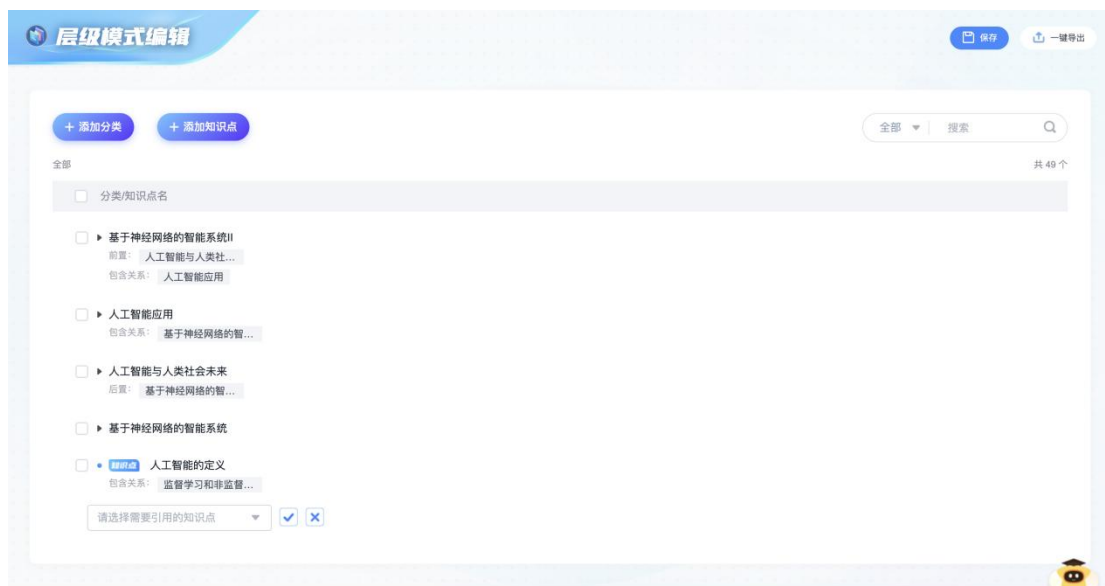 层级模式编辑
保存
一键导出
+ 添加分类
+ 添加知识点
全部
搜索
全部
共 49 个
分类/知识点名
基于神经网络的智能系统II
前置: 人工智能与人类社...
包含关系: 人工智能应用
人工智能应用
包含关系: 基于神经网络的智...
人工智能与人类社会未来
后置: 基于神经网络的智...
基于神经网络的智能系统
知识点 人工智能的定义
包含关系: 监督学习和非监督...
请选择需要引用的知识点